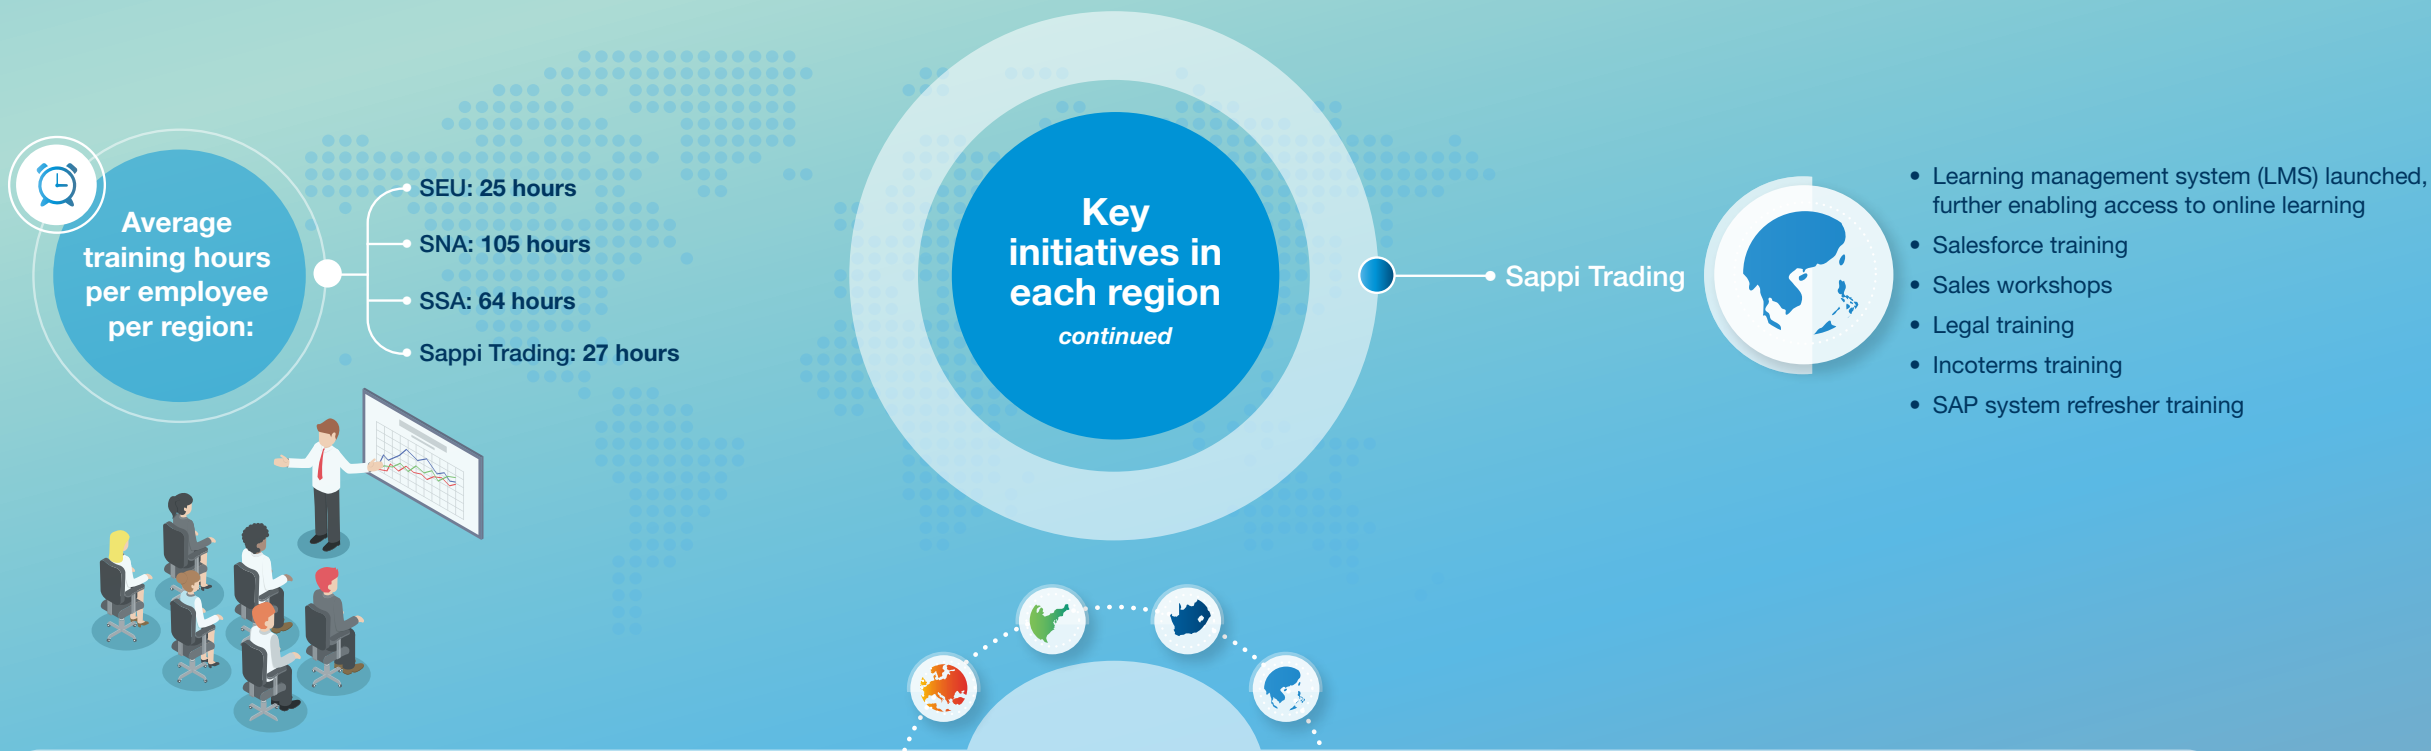 Average
training hours
per employee
per region:
SEU: 25 hours
SNA: 105 hours
SSA: 64 hours
Sappi Trading: 27 hours
Key
initiatives in
each region
continued
Sappi Trading
• Learning management system (LMS) launched,
further enabling access to online learning
• Salesforce training
• Sales workshops
• Legal training
• Incoterms training
• SAP system refresher training